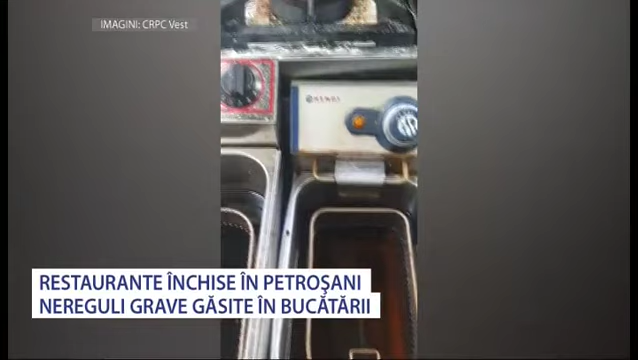 IMAGINI: CRPC Vest
RESTAURANTE ÎNCHISE ÎN PETROȘANI
NEREGULI GRAVE GĂSITE ÎN BUCĂTĂRII